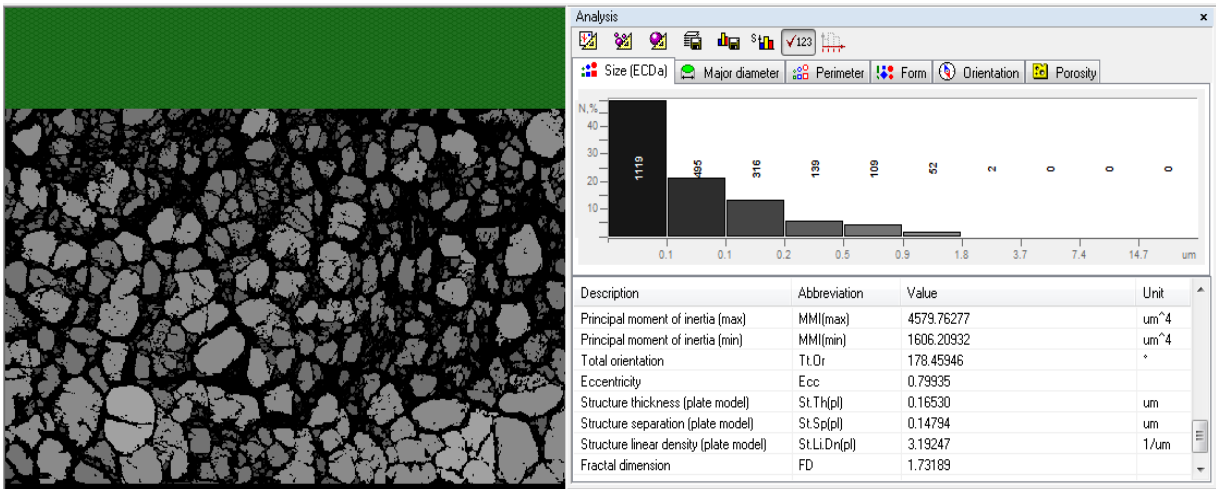 Analysis
x
St
123
Size (ECDa) Major diameter Perimeter Form Orientation Porosity
N,%
40
30
20
10
1119 495 316 139 109 52 2 0 0 0
0.1 0.1 0.2 0.5 0.9 1.8 3.7 7.4 14.7 um
Description Abbreviation Value Unit
Principal moment of inertia (max) MMI(max) 4579.76277 um^4
Principal moment of inertia (min) MMI(min) 1606.20932 um^4
Total orientation Tt.Or 178.45946 °
Eccentricity Ecc 0.79935
Structure thickness (plate model) St.Th(pl) 0.16530 um
Structure separation (plate model) St.Sp(pl) 0.14794 um
Structure linear density (plate model) St.Li.Dn(pl) 3.19247 1/um
Fractal dimension FD 1.73189